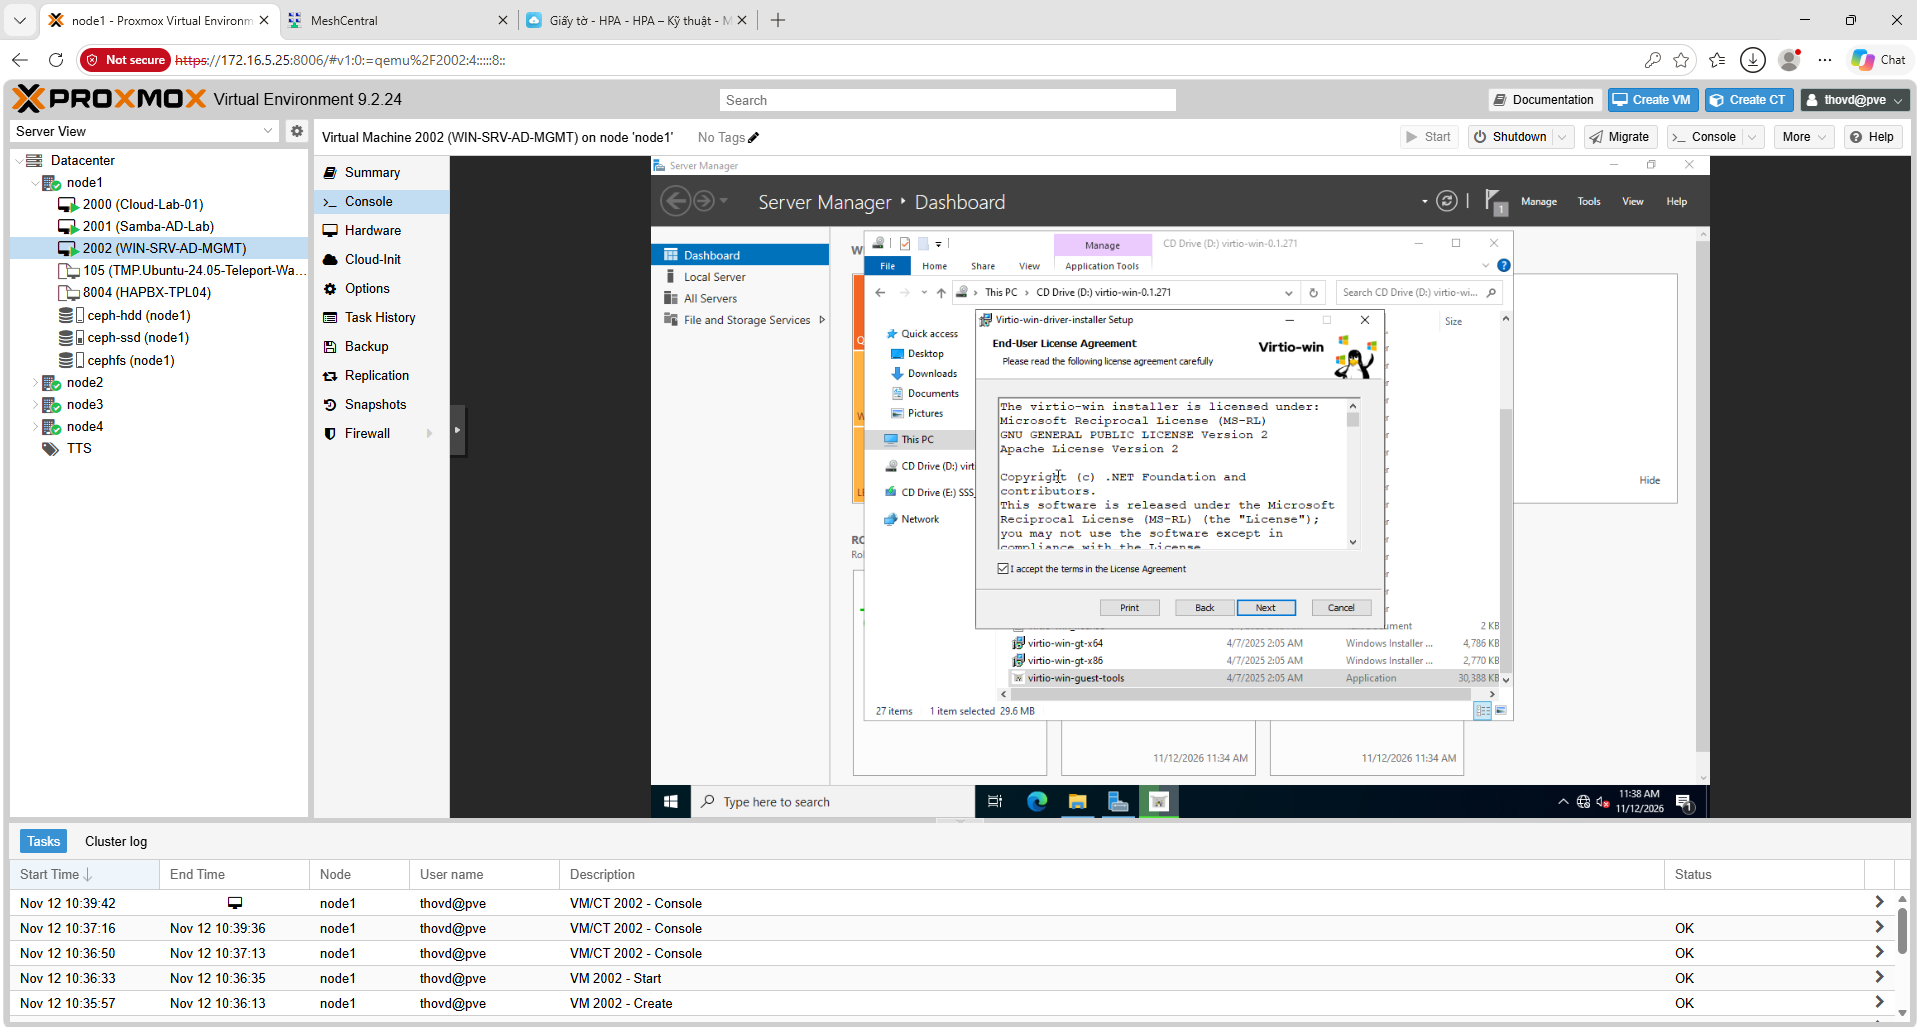 node1 - Proxmox Virtual Environm
MeshCentral
Giấy tờ - HPA - HPA – Kỹ thuật - M
Not secure
https://172.16.5.25:8006/#v1:0:=qemu%2F2002:4:::::8::
Chat
PROXMOX Virtual Environment 9.2.24
Search
Documentation
Create VM
Create CT
thovd@pve
Server View
Virtual Machine 2002 (WIN-SRV-AD-MGMT) on node 'node1'
No Tags
Start
Shutdown
Migrate
Console
More
Help
Datacenter
node1
2000 (Cloud-Lab-01)
2001 (Samba-AD-Lab)
2002 (WIN-SRV-AD-MGMT)
105 (TMP.Ubuntu-24.05-Teleport-Wa...
8004 (HAPBX-TPL04)
ceph-hdd (node1)
ceph-ssd (node1)
cephfs (node1)
node2
node3
node4
TTS
Summary
Console
Hardware
Cloud-Init
Options
Task History
Backup
Replication
Snapshots
Firewall
Server Manager
Server Manager
Dashboard
1
Manage
Tools
View
Help
Dashboard
Local Server
All Servers
File and Storage Services
Manage
CD Drive (D:) virtio-win-0.1.271
File
Home
Share
View
Application Tools
This PC
CD Drive (D:) virtio-win-0.1.271
Search CD Drive (D:) virtio-wi...
Quick access
Desktop
Downloads
Documents
Pictures
This PC
CD Drive (D:) virt
CD Drive (E:) SSS_
Network
Size
Virtio-win-driver-installer Setup
End-User License Agreement
Please read the following license agreement carefully
Virtio-win
The virtio-win installer is licensed under:
Microsoft Reciprocal License (MS-RL)
GNU GENERAL PUBLIC LICENSE Version 2
Apache License Version 2
Copyright (c) .NET Foundation and
contributors.
This software is released under the Microsoft
Reciprocal License (MS-RL) (the "License");
you may not use the software except in
compliance with the License
I accept the terms in the License Agreement
Print
Back
Next
Cancel
Hide
2 KB
virtio-win-gt-x64
4/7/2025 2:05 AM
Windows Installer ...
4,786 KB
virtio-win-gt-x86
4/7/2025 2:05 AM
Windows Installer ...
2,770 KB
virtio-win-guest-tools
4/7/2025 2:05 AM
Application
30,388 KB
27 items
1 item selected 29.6 MB
11/12/2026 11:34 AM
11/12/2026 11:34 AM
Type here to search
11:38 AM
11/12/2026
1
Tasks
Cluster log
Start Time
End Time
Node
User name
Description
Status
Nov 12 10:39:42
node1
thovd@pve
VM/CT 2002 - Console
Nov 12 10:37:16
Nov 12 10:39:36
node1
thovd@pve
VM/CT 2002 - Console
OK
Nov 12 10:36:50
Nov 12 10:37:13
node1
thovd@pve
VM/CT 2002 - Console
OK
Nov 12 10:36:33
Nov 12 10:36:35
node1
thovd@pve
VM 2002 - Start
OK
Nov 12 10:35:57
Nov 12 10:36:13
node1
thovd@pve
VM 2002 - Create
OK